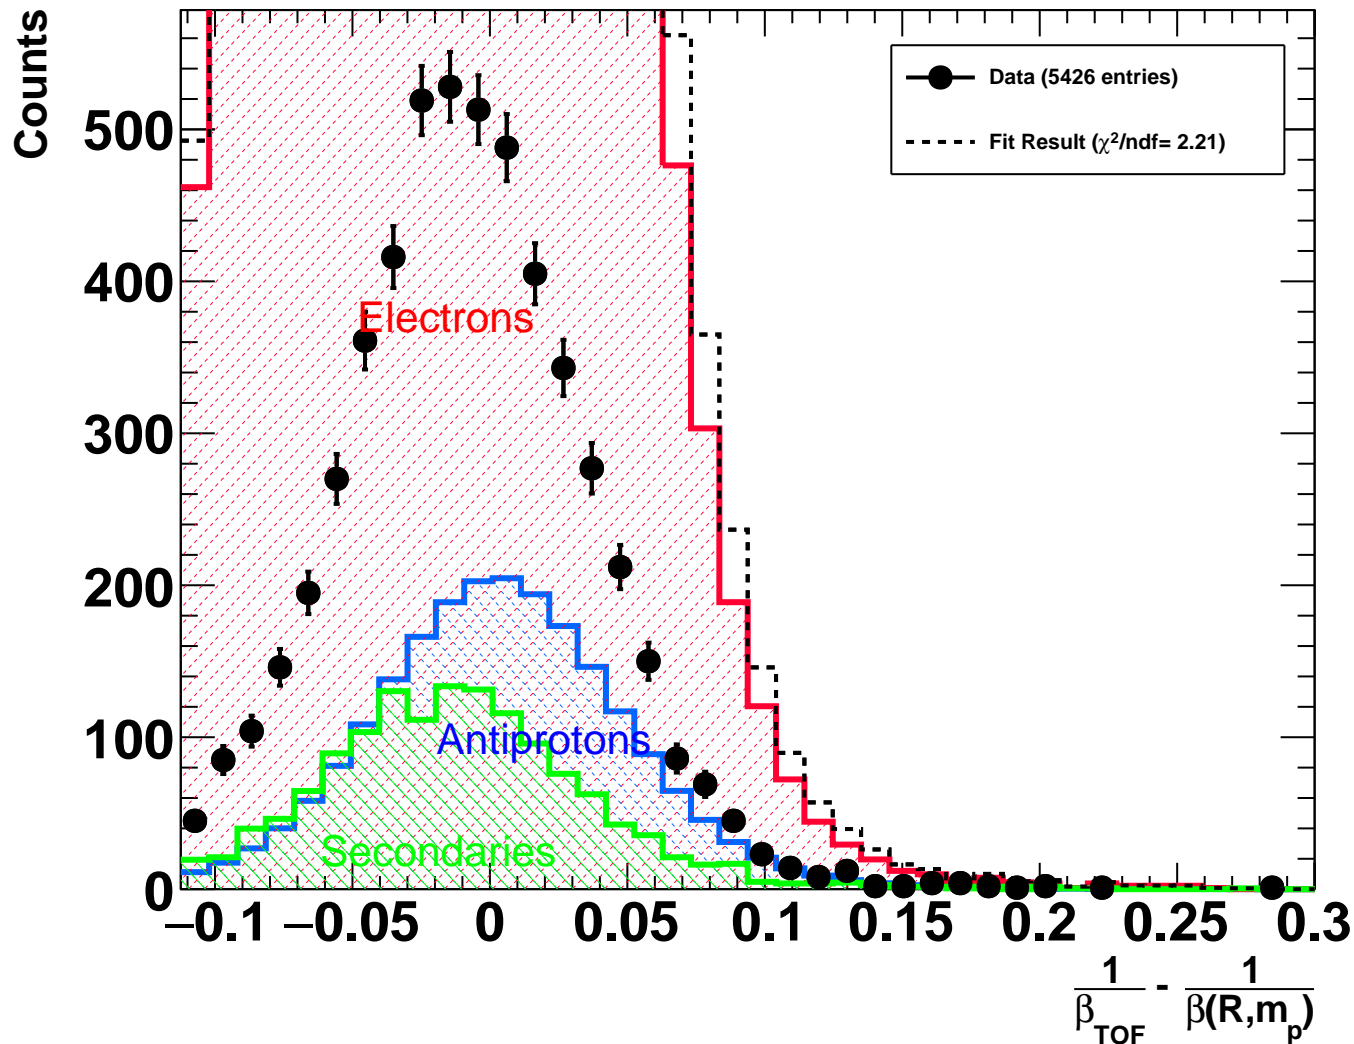 Counts
Data (5426 entries)
Fit Result (χ²/ndf= 2.21)
500
400
300
200
100
0
Electrons
Antiprotons
Secondaries
−0.1 −0.05 0 0.05 0.1 0.15 0.2 0.25 0.3
1/β_TOF - 1/β(R,m_p)